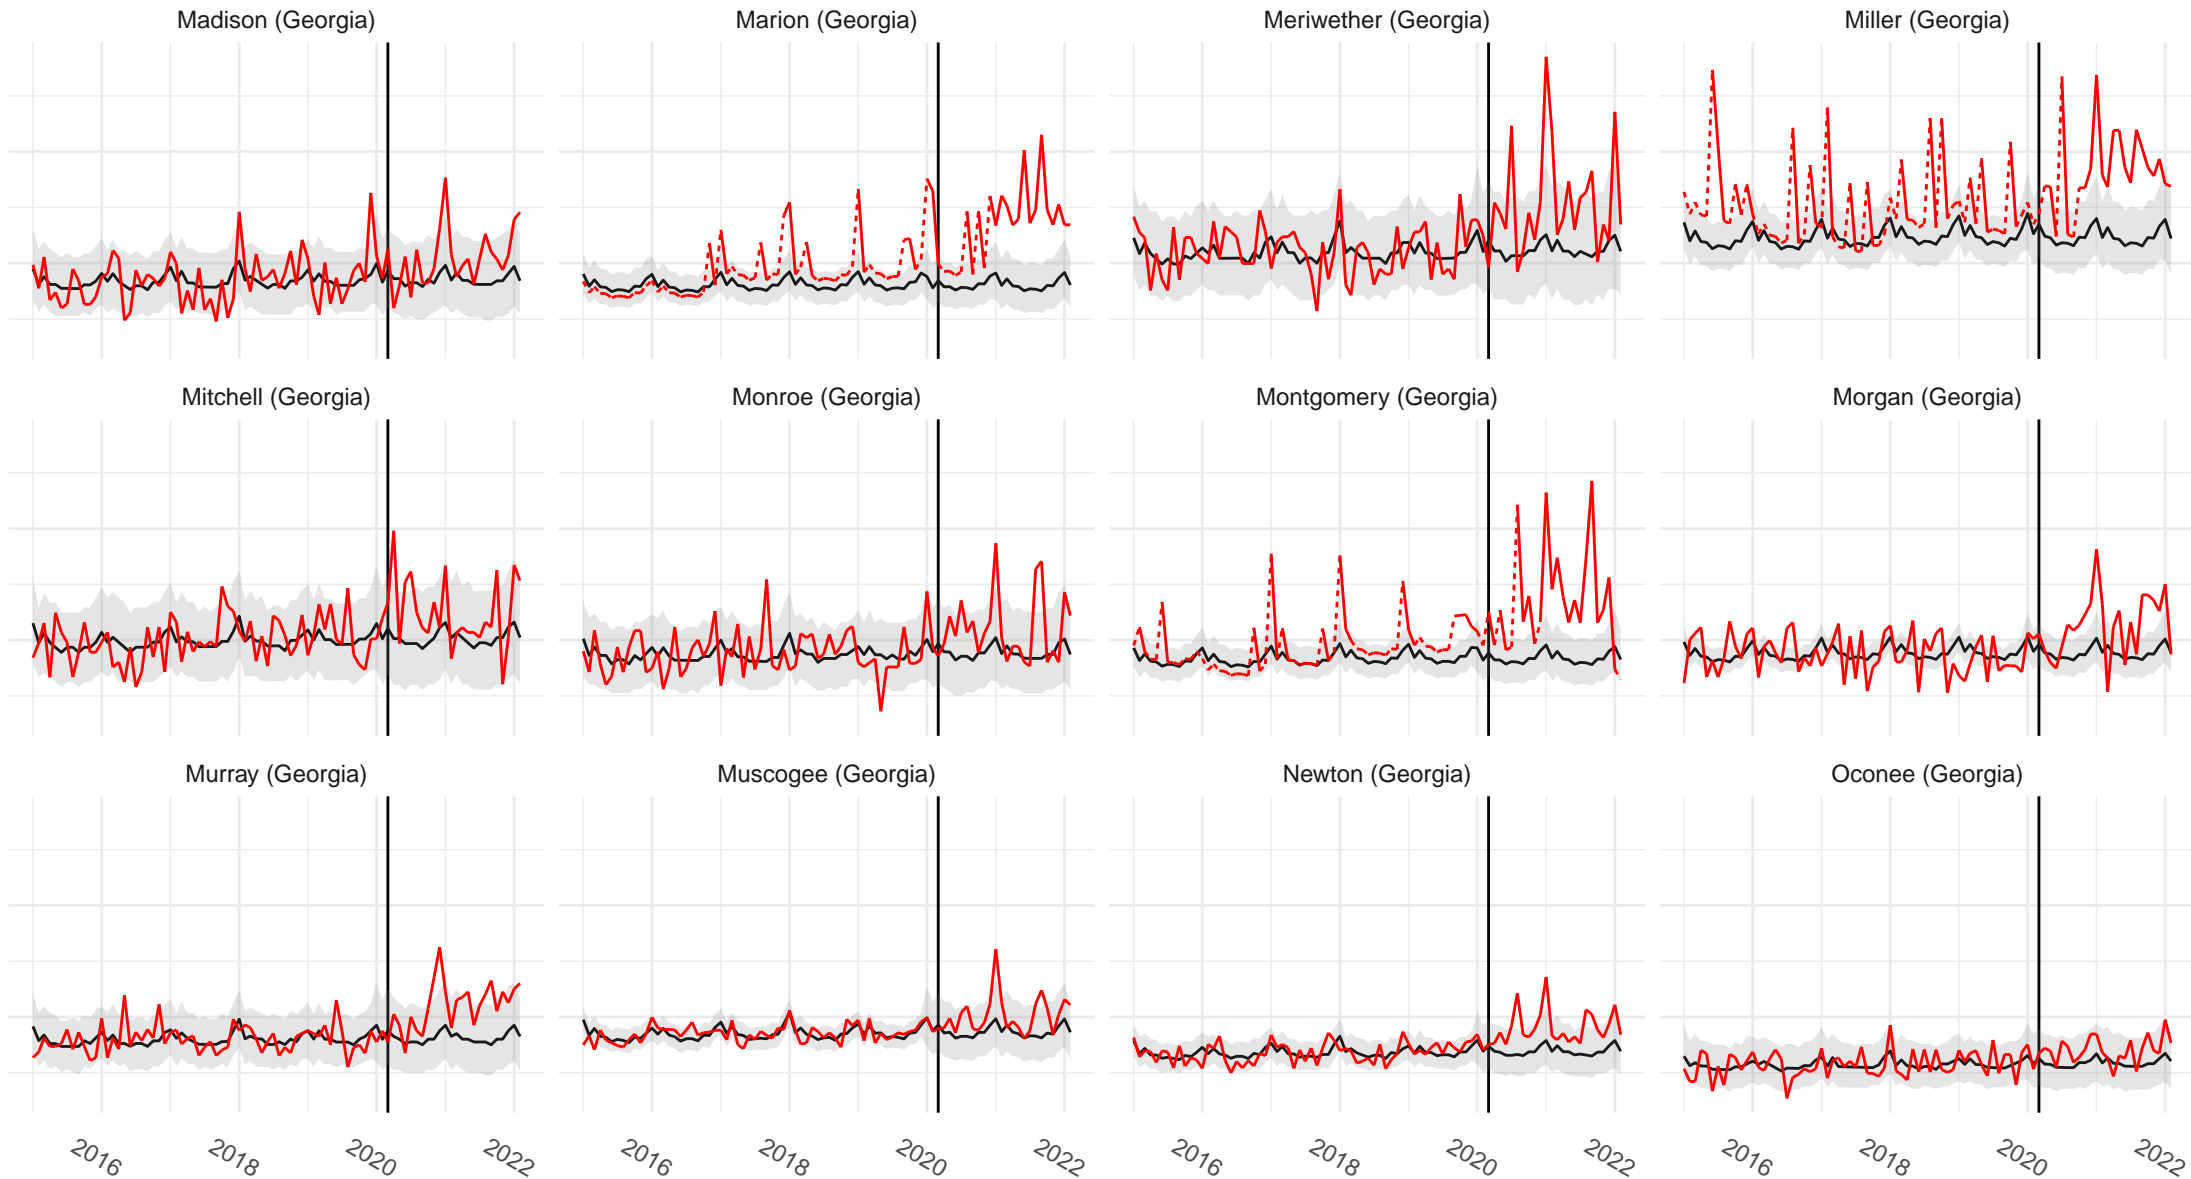 Madison (Georgia)
Marion (Georgia)
Meriwether (Georgia)
Miller (Georgia)
Mitchell (Georgia)
Monroe (Georgia)
Montgomery (Georgia)
Morgan (Georgia)
Murray (Georgia)
Muscogee (Georgia)
Newton (Georgia)
Oconee (Georgia)
2016 2018 2020 2022 2016 2018 2020 2022 2016 2018 2020 2022 2016 2018 2020 2022